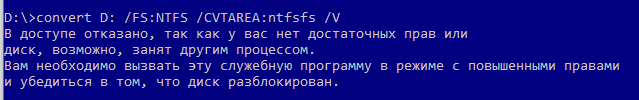 D:\>convert D: /FS:NTFS /CVTAREA:ntfsfs /V
В доступе отказано, так как у вас нет достаточных прав или
диск, возможно, занят другим процессом.
Вам необходимо вызвать эту служебную программу в режиме с повышенными правами
и убедиться в том, что диск разблокирован.